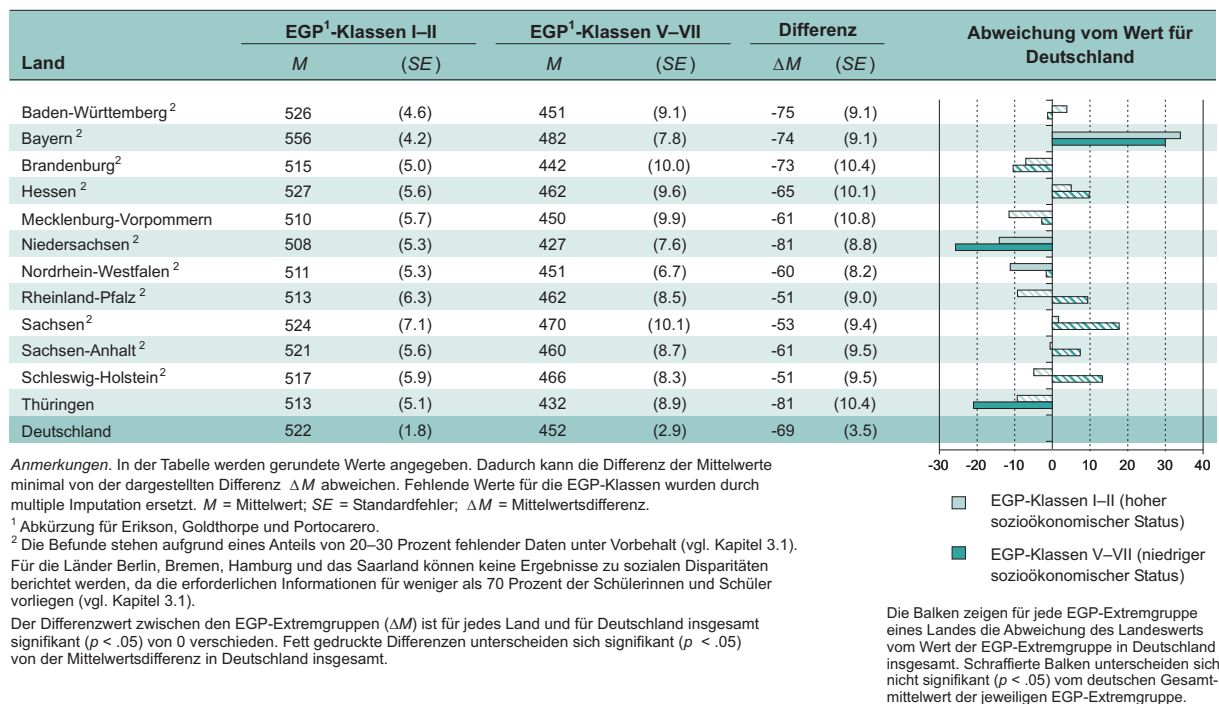 EGP¹-Klassen I–II EGP¹-Klassen V–VII Differenz Abweichung vom Wert für Deutschland
Land M (SE) M (SE) ΔM (SE)
Baden-Württemberg² 526 (4.6) 451 (9.1) -75 (9.1)
Bayern² 556 (4.2) 482 (7.8) -74 (9.1)
Brandenburg² 515 (5.0) 442 (10.0) -73 (10.4)
Hessen² 527 (5.6) 462 (9.6) -65 (10.1)
Mecklenburg-Vorpommern 510 (5.7) 450 (9.9) -61 (10.8)
Niedersachsen² 508 (5.3) 427 (7.6) -81 (8.8)
Nordrhein-Westfalen² 511 (5.3) 451 (6.7) -60 (8.2)
Rheinland-Pfalz² 513 (6.3) 462 (8.5) -51 (9.0)
Sachsen² 524 (7.1) 470 (10.1) -53 (9.4)
Sachsen-Anhalt² 521 (5.6) 460 (8.7) -61 (9.5)
Schleswig-Holstein² 517 (5.9) 466 (8.3) -51 (9.5)
Thüringen 513 (5.1) 432 (8.9) -81 (10.4)
Deutschland 522 (1.8) 452 (2.9) -69 (3.5)
-30 -20 -10 0 10 20 30 40
Anmerkungen. In der Tabelle werden gerundete Werte angegeben. Dadurch kann die Differenz der Mittelwerte
minimal von der dargestellten Differenz ΔM abweichen. Fehlende Werte für die EGP-Klassen wurden durch
multiple Imputation ersetzt. M = Mittelwert; SE = Standardfehler; ΔM = Mittelwertsdifferenz.
¹ Abkürzung für Erikson, Goldthorpe und Portocarero.
² Die Befunde stehen aufgrund eines Anteils von 20–30 Prozent fehlender Daten unter Vorbehalt (vgl. Kapitel 3.1).
Für die Länder Berlin, Bremen, Hamburg und das Saarland können keine Ergebnisse zu sozialen Disparitäten
berichtet werden, da die erforderlichen Informationen für weniger als 70 Prozent der Schülerinnen und Schüler
vorliegen (vgl. Kapitel 3.1).
Der Differenzwert zwischen den EGP-Extremgruppen (ΔM) ist für jedes Land und für Deutschland insgesamt
signifikant (p < .05) von 0 verschieden. Fett gedruckte Differenzen unterscheiden sich signifikant (p < .05)
von der Mittelwertsdifferenz in Deutschland insgesamt.
EGP-Klassen I–II (hoher
sozioökonomischer Status)
EGP-Klassen V–VII (niedriger
sozioökonomischer Status)
Die Balken zeigen für jede EGP-Extremgruppe
eines Landes die Abweichung des Landeswerts
vom Wert der EGP-Extremgruppe in Deutschland
insgesamt. Schraffierte Balken unterscheiden sich
nicht signifikant (p < .05) vom deutschen Gesamt-
mittelwert der jeweiligen EGP-Extremgruppe.